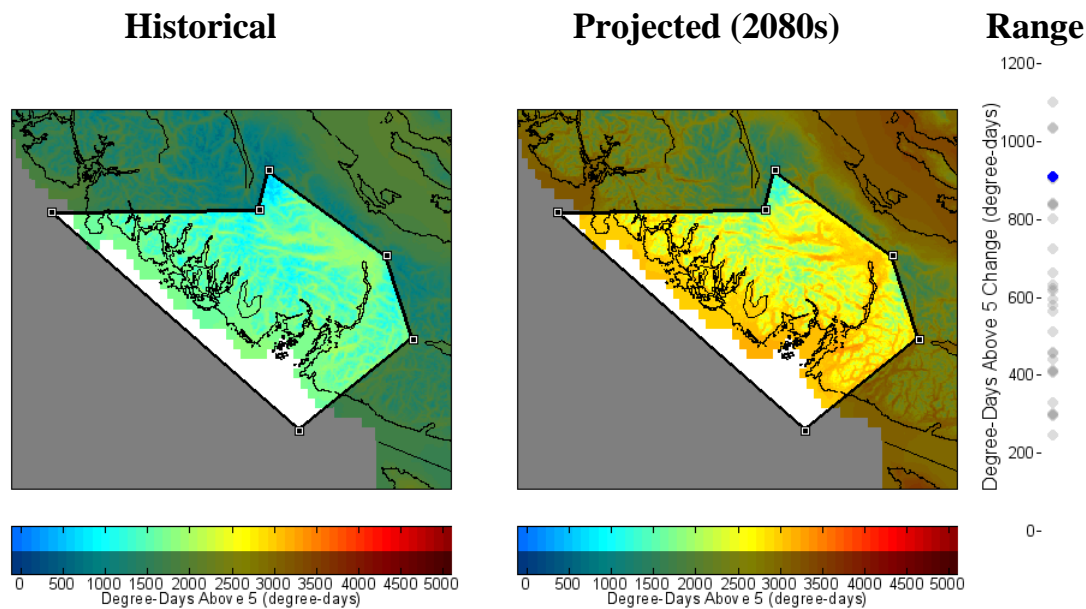 Historical Projected (2080s) Range
1200-
1000-
800-
600-
400-
200-
0-
Degree-Days Above 5 Change (degree-days)
0 500 1000 1500 2000 2500 3000 3500 4000 4500 5000
Degree-Days Above 5 (degree-days)
0 500 1000 1500 2000 2500 3000 3500 4000 4500 5000
Degree-Days Above 5 (degree-days)